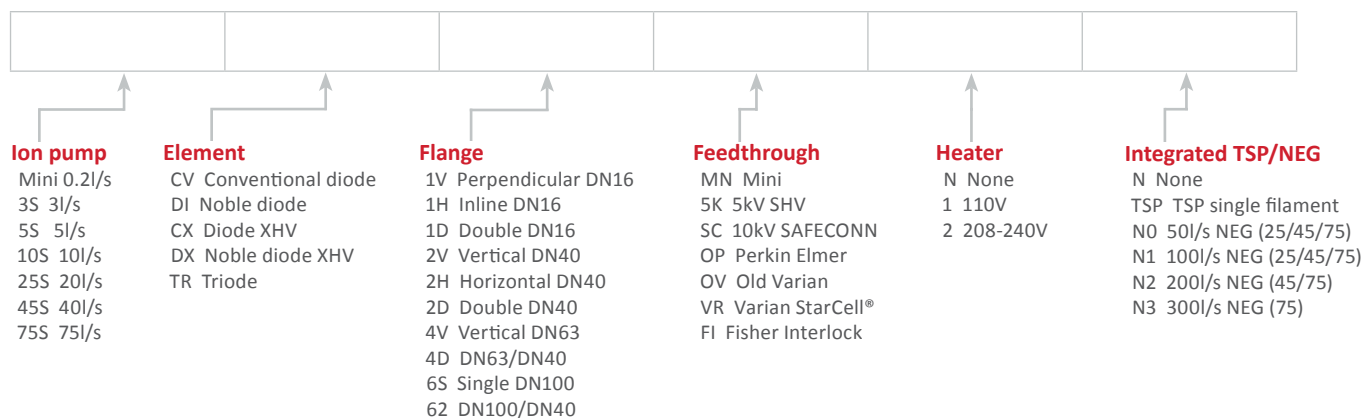 Ion pump
Mini 0.2l/s
3S 3l/s
5S 5l/s
10S 10l/s
25S 20l/s
45S 40l/s
75S 75l/s
Element
CV Conventional diode
DI Noble diode
CX Diode XHV
DX Noble diode XHV
TR Triode
Flange
1V Perpendicular DN16
1H Inline DN16
1D Double DN16
2V Vertical DN40
2H Horizontal DN40
2D Double DN40
4V Vertical DN63
4D DN63/DN40
6S Single DN100
62 DN100/DN40
Feedthrough
MN Mini
5K 5kV SHV
SC 10kV SAFECONN
OP Perkin Elmer
OV Old Varian
VR Varian StarCell®
FI Fisher Interlock
Heater
N None
1 110V
2 208-240V
Integrated TSP/NEG
N None
TSP TSP single filament
N0 50l/s NEG (25/45/75)
N1 100l/s NEG (25/45/75)
N2 200l/s NEG (45/75)
N3 300l/s NEG (75)